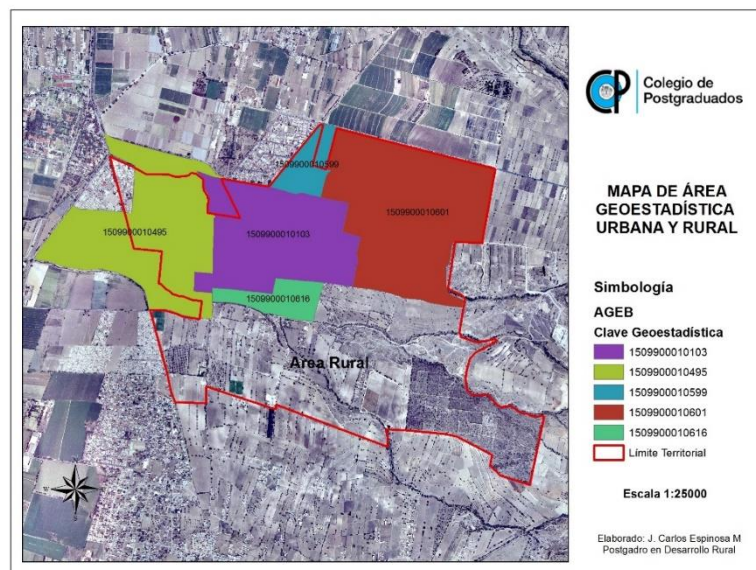 Colegio de
Postgraduados
MAPA DE ÁREA
GEOESTADÍSTICA
URBANA Y RURAL
1509900010599
1509900010601
1509900010495
1509900010103
1509900010616
Área Rural
Simbología
AGEB
Clave Geoestadística
1509900010103
1509900010495
1509900010599
1509900010601
1509900010616
Límite Territorial
Escala 1:25000
Elaborado: J. Carlos Espinosa M
Postgadro en Desarrollo Rural